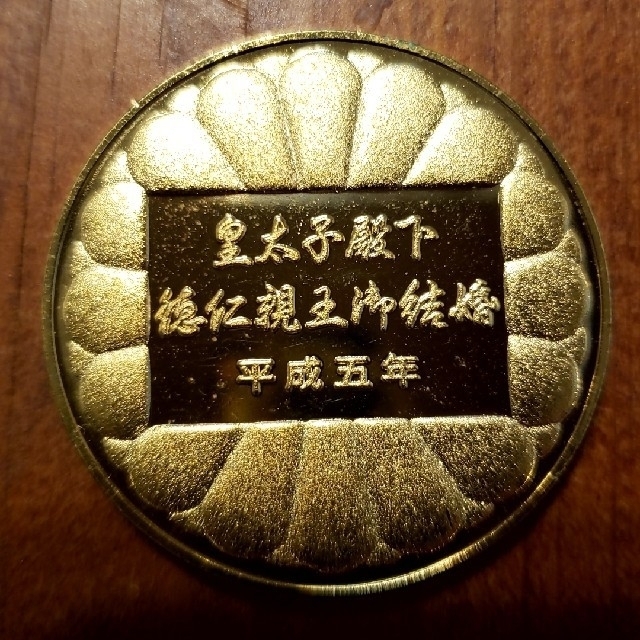 皇太子殿下
徳仁親王御結婚
平成五年